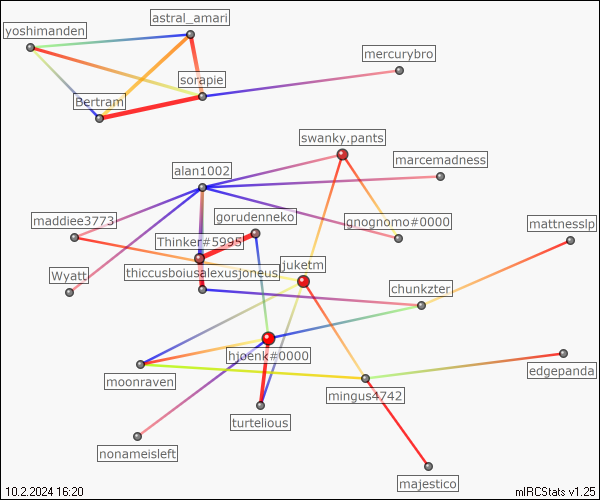 astral_amari
yoshimanden
mercurybro
sorapie
Bertram
swanky.pants
marcemadness
alan1002
gorudenneko
maddiee3773
gnognomo#0000
mattnesslp
Thinker#5995
juketm
thiccusboiusalexusjoneus
Wyatt
chunkzter
hjøenk#0000
edgepanda
moonraven
mingus4742
turtelious
nonameisleft
majestico
10.2.2024 16:20
mIRCStats v1.25